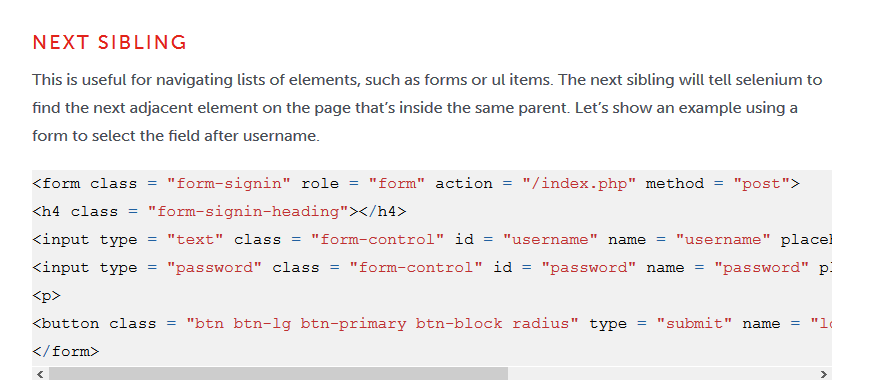 NEXT SIBLING
This is useful for navigating lists of elements, such as forms or ul items. The next sibling will tell selenium to
find the next adjacent element on the page that’s inside the same parent. Let’s show an example using a
form to select the field after username.
<form class = "form-signin" role = "form" action = "/index.php" method = "post">
<h4 class = "form-signin-heading"></h4>
<input type = "text" class = "form-control" id = "username" name = "username"
<input type = "password" class = "form-control" id = "password" name = "password"
<p>
<button class = "btn btn-lg btn-primary btn-block radius" type = "submit" name =
</form>